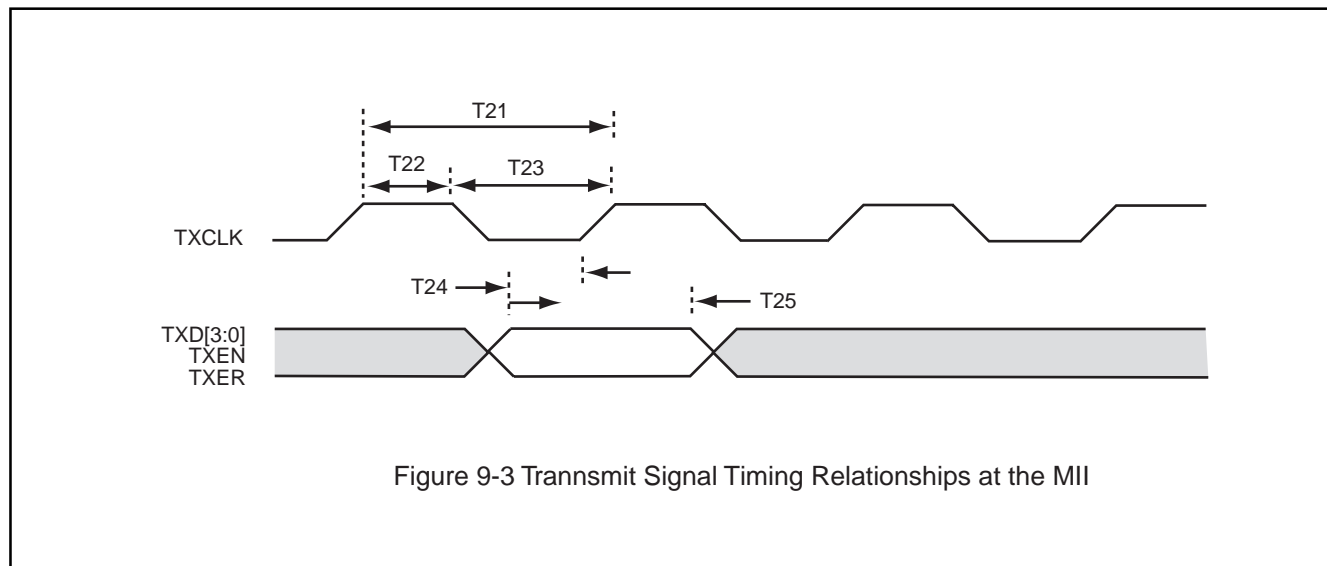 T21
T22 T23
TXCLK
T24 T25
TXD[3:0]
TXEN
TXER
Figure 9-3 Trannsmit Signal Timing Relationships at the MII